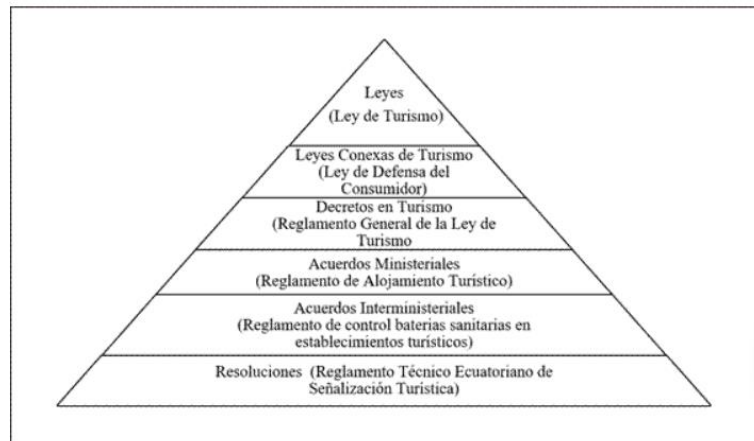 Leyes
(Ley de Turismo)
Leyes Conexas de Turismo
(Ley de Defensa del
Consumidor)
Decretos en Turismo
(Reglamento General de la Ley de
Turismo
Acuerdos Ministeriales
(Reglamento de Alojamiento Turístico)
Acuerdos Interministeriales
(Reglamento de control baterias sanitarias en
establecimientos turísticos)
Resoluciones (Reglamento Técnico Ecuatoriano de
Señalización Turística)